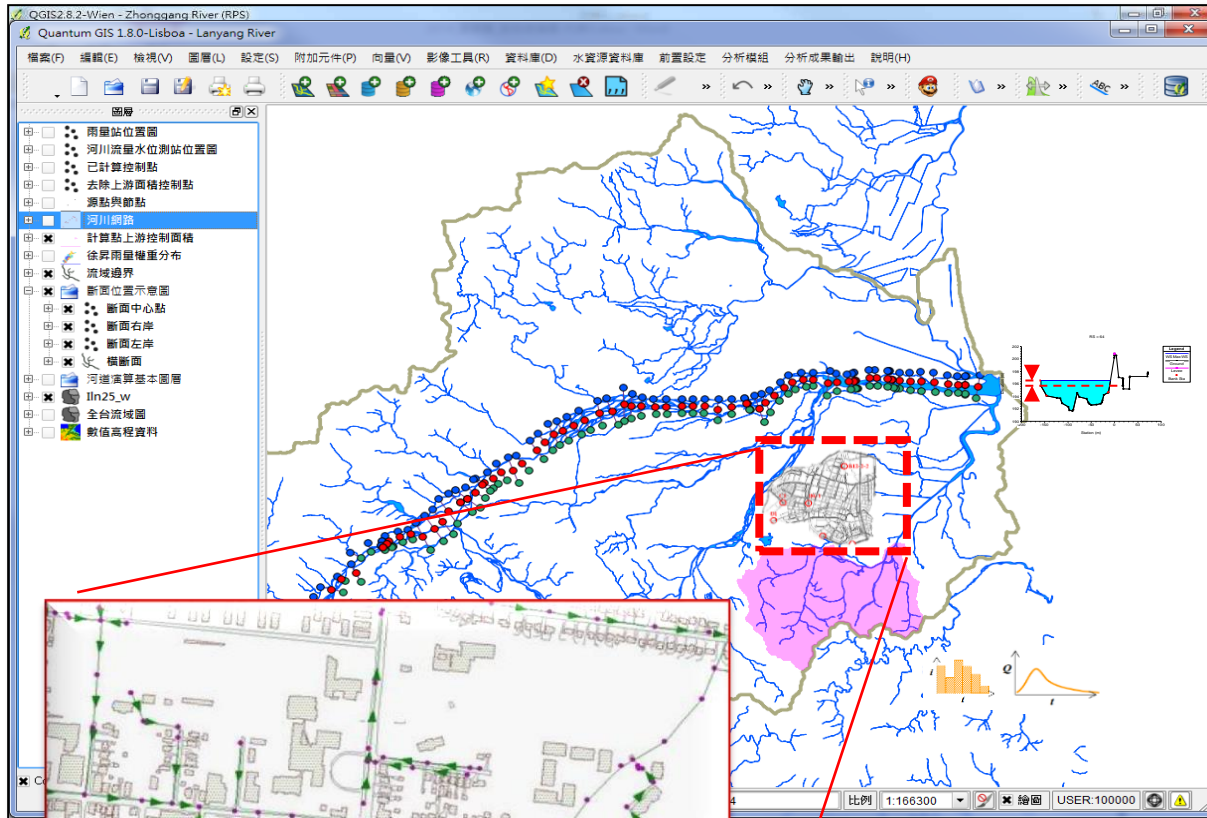 QGIS2.8.2-Wien - Zhonggang River (RPS)
Quantum GIS 1.8.0-Lisboa - Lanyang River
檔案(F) 編輯(E) 檢視(V) 圖層(L) 設定(S) 附加元件(P) 向量(V) 影像工具(R) 資料庫(D) 水資源資料庫 前置設定 分析模組 分析成果輸出 說明(H)
圖層
雨量站位置圖
河川流量水位測站位置圖
已計算控制點
去除上游面積控制點
源點與節點
河川網路
計算點上游控制面積
徐昇雨量權重分布
流域邊界
斷面位置示意圖
斷面中心點
斷面右岸
斷面左岸
橫斷面
河道演算基本圖層
Iln25_w
全台流域圖
數值高程資料
Legend
Ground
Station (m)
i
t
Q
t
4
比例 1:166300
繪圖
USER:100000